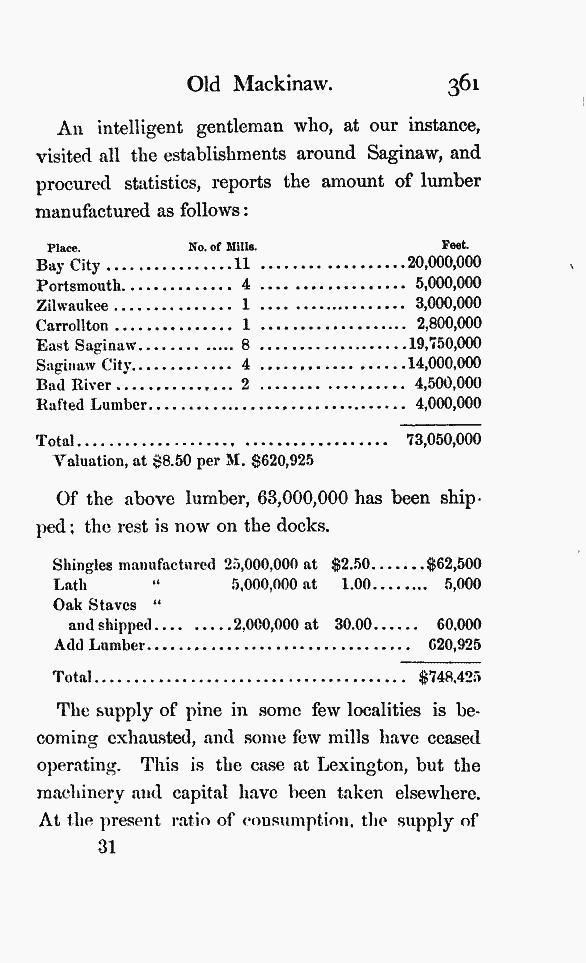 Old Mackinaw. 361
An intelligent gentleman who, at our instance,
visited all the establishments around Saginaw, and
procured statistics, reports the amount of lumber
manufactured as follows:
Place. No. of Mills. Feet.
Bay City ................11 ...................20,000,000
Portsmouth.............. 4 ................... 5,000,000
Zilwaukee ............... 1 ................... 3,000,000
Carrollton ............... 1 ................... 2,800,000
East Saginaw........ ..... 8 ...................19,750,000
Saginaw City............. 4 ...................14,000,000
Bad River ............... 2 ................... 4,500,000
Rafted Lumber................................. 4,000,000
Total.................... .................. 73,050,000
Valuation, at $8.50 per M. $620,925
Of the above lumber, 63,000,000 has been ship-
ped; the rest is now on the docks.
Shingles manufactured 25,000,000 at $2.50.......$62,500
Lath " 5,000,000 at 1.00........ 5,000
Oak Staves "
and shipped.... .....2,000,000 at 30.00...... 60,000
Add Lumber................................. 620,925
Total....................................... $748,425
The supply of pine in some few localities is be-
coming exhausted, and some few mills have ceased
operating. This is the case at Lexington, but the
machinery and capital have been taken elsewhere.
At the present ratio of consumption, the supply of
31